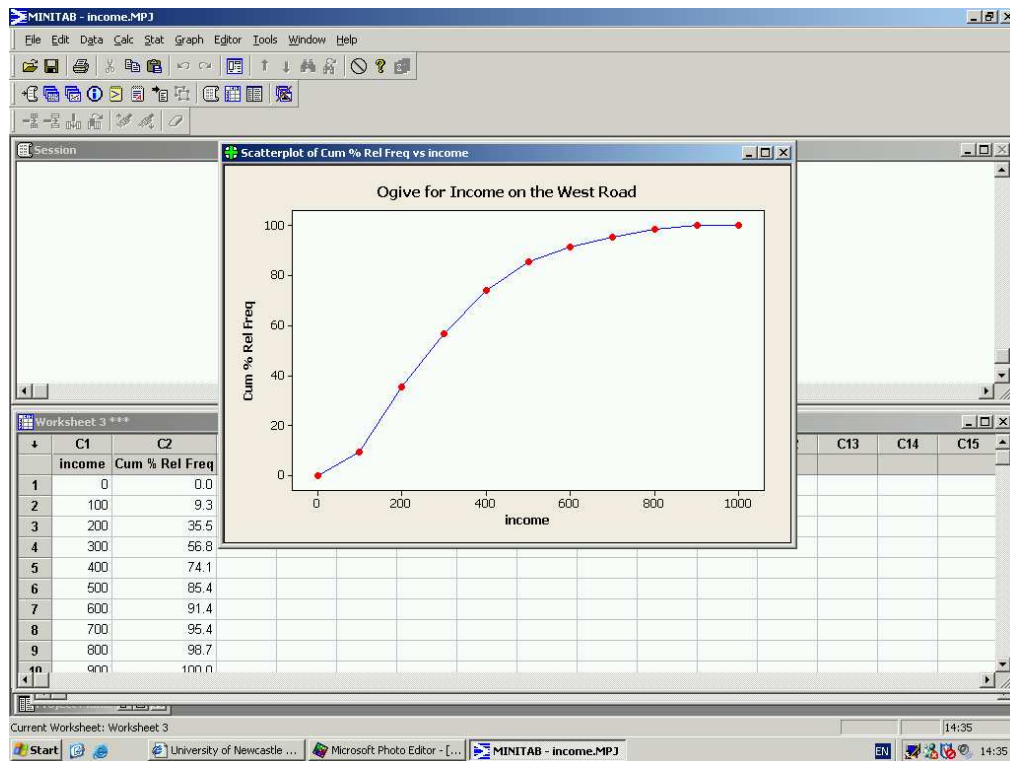 MINITAB - income.MPJ
File Edit Data Calc Stat Graph Editor Tools Window Help
Session
Scatterplot of Cum % Rel Freq vs income
Ogive for Income on the West Road
100
80
60
40
20
0
Cum % Rel Freq
0 200 400 600 800 1000
income
Worksheet 3 ***
C1 C2 C13 C14 C15
income Cum % Rel Freq
1 0 0.0
2 100 9.3
3 200 35.5
4 300 56.8
5 400 74.1
6 500 85.4
7 600 91.4
8 700 95.4
9 800 98.7
10 900 100.0
Current Worksheet: Worksheet 3 14:35
Start University of Newcastle ... Microsoft Photo Editor - [... MINITAB - income.MPJ EN 14:35